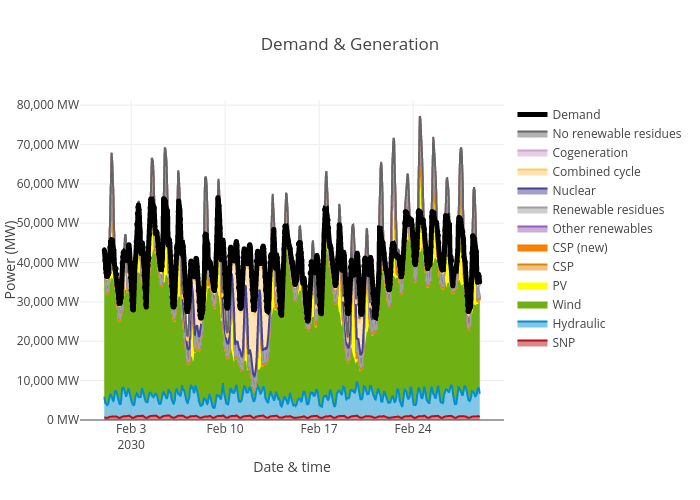 Demand & Generation
80,000 MW
70,000 MW
60,000 MW
50,000 MW
40,000 MW
30,000 MW
20,000 MW
10,000 MW
0 MW
Power (MW)
Feb 3
2030
Feb 10
Feb 17
Feb 24
Date & time
Demand
No renewable residues
Cogeneration
Combined cycle
Nuclear
Renewable residues
Other renewables
CSP (new)
CSP
PV
Wind
Hydraulic
SNP